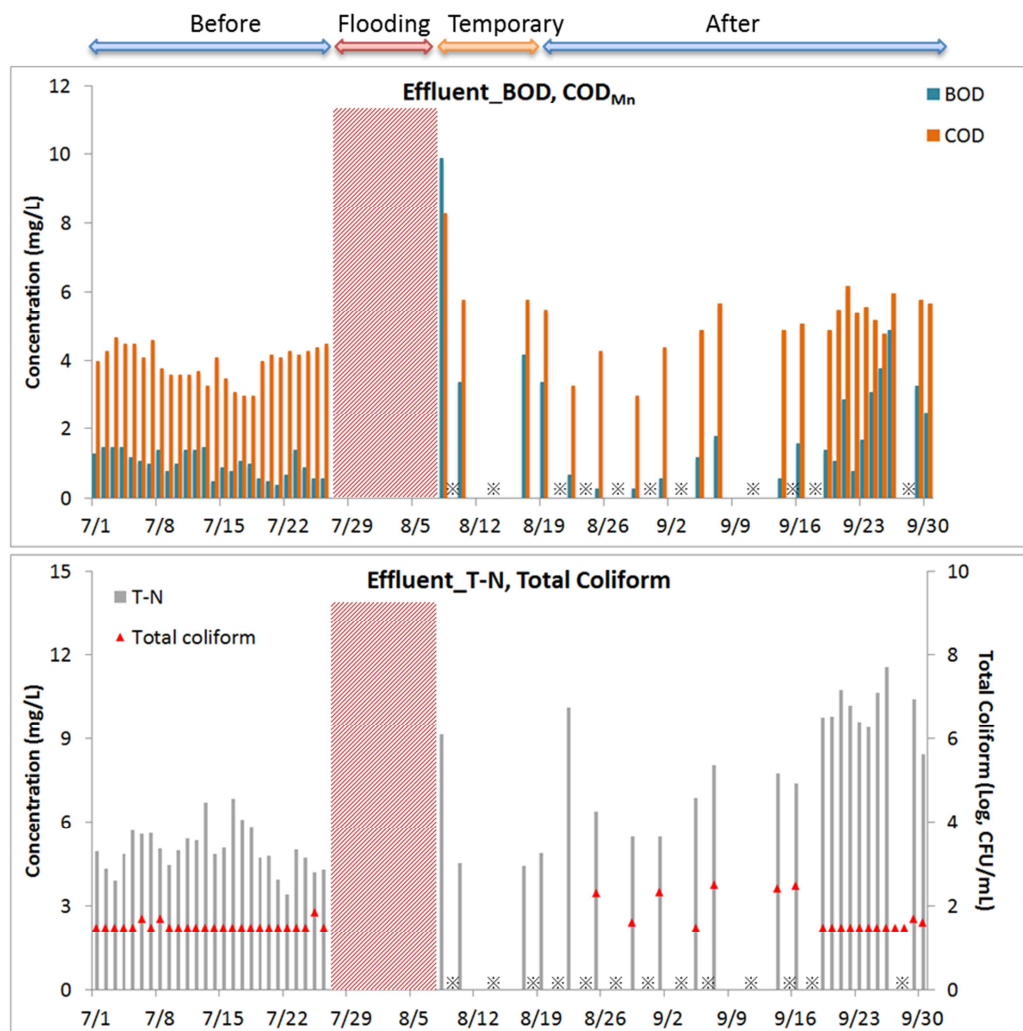 Before Flooding Temporary After
Effluent_BOD, COD_Mn
BOD
COD
Concentration (mg/L)
12
10
8
6
4
2
0
※ ※ ※ ※ ※ ※ ※ ※ ※ ※ ※
7/1 7/8 7/15 7/22 7/29 8/5 8/12 8/19 8/26 9/2 9/9 9/16 9/23 9/30
Effluent_T-N, Total Coliform
T-N
Total coliform
Concentration (mg/L)
15
12
9
6
3
0
10
8
6
4
2
0
Total Coliform (Log, CFU/mL)
※ ※ ※ ※ ※ ※ ※ ※ ※ ※ ※ ※ ※
7/1 7/8 7/15 7/22 7/29 8/5 8/12 8/19 8/26 9/2 9/9 9/16 9/23 9/30